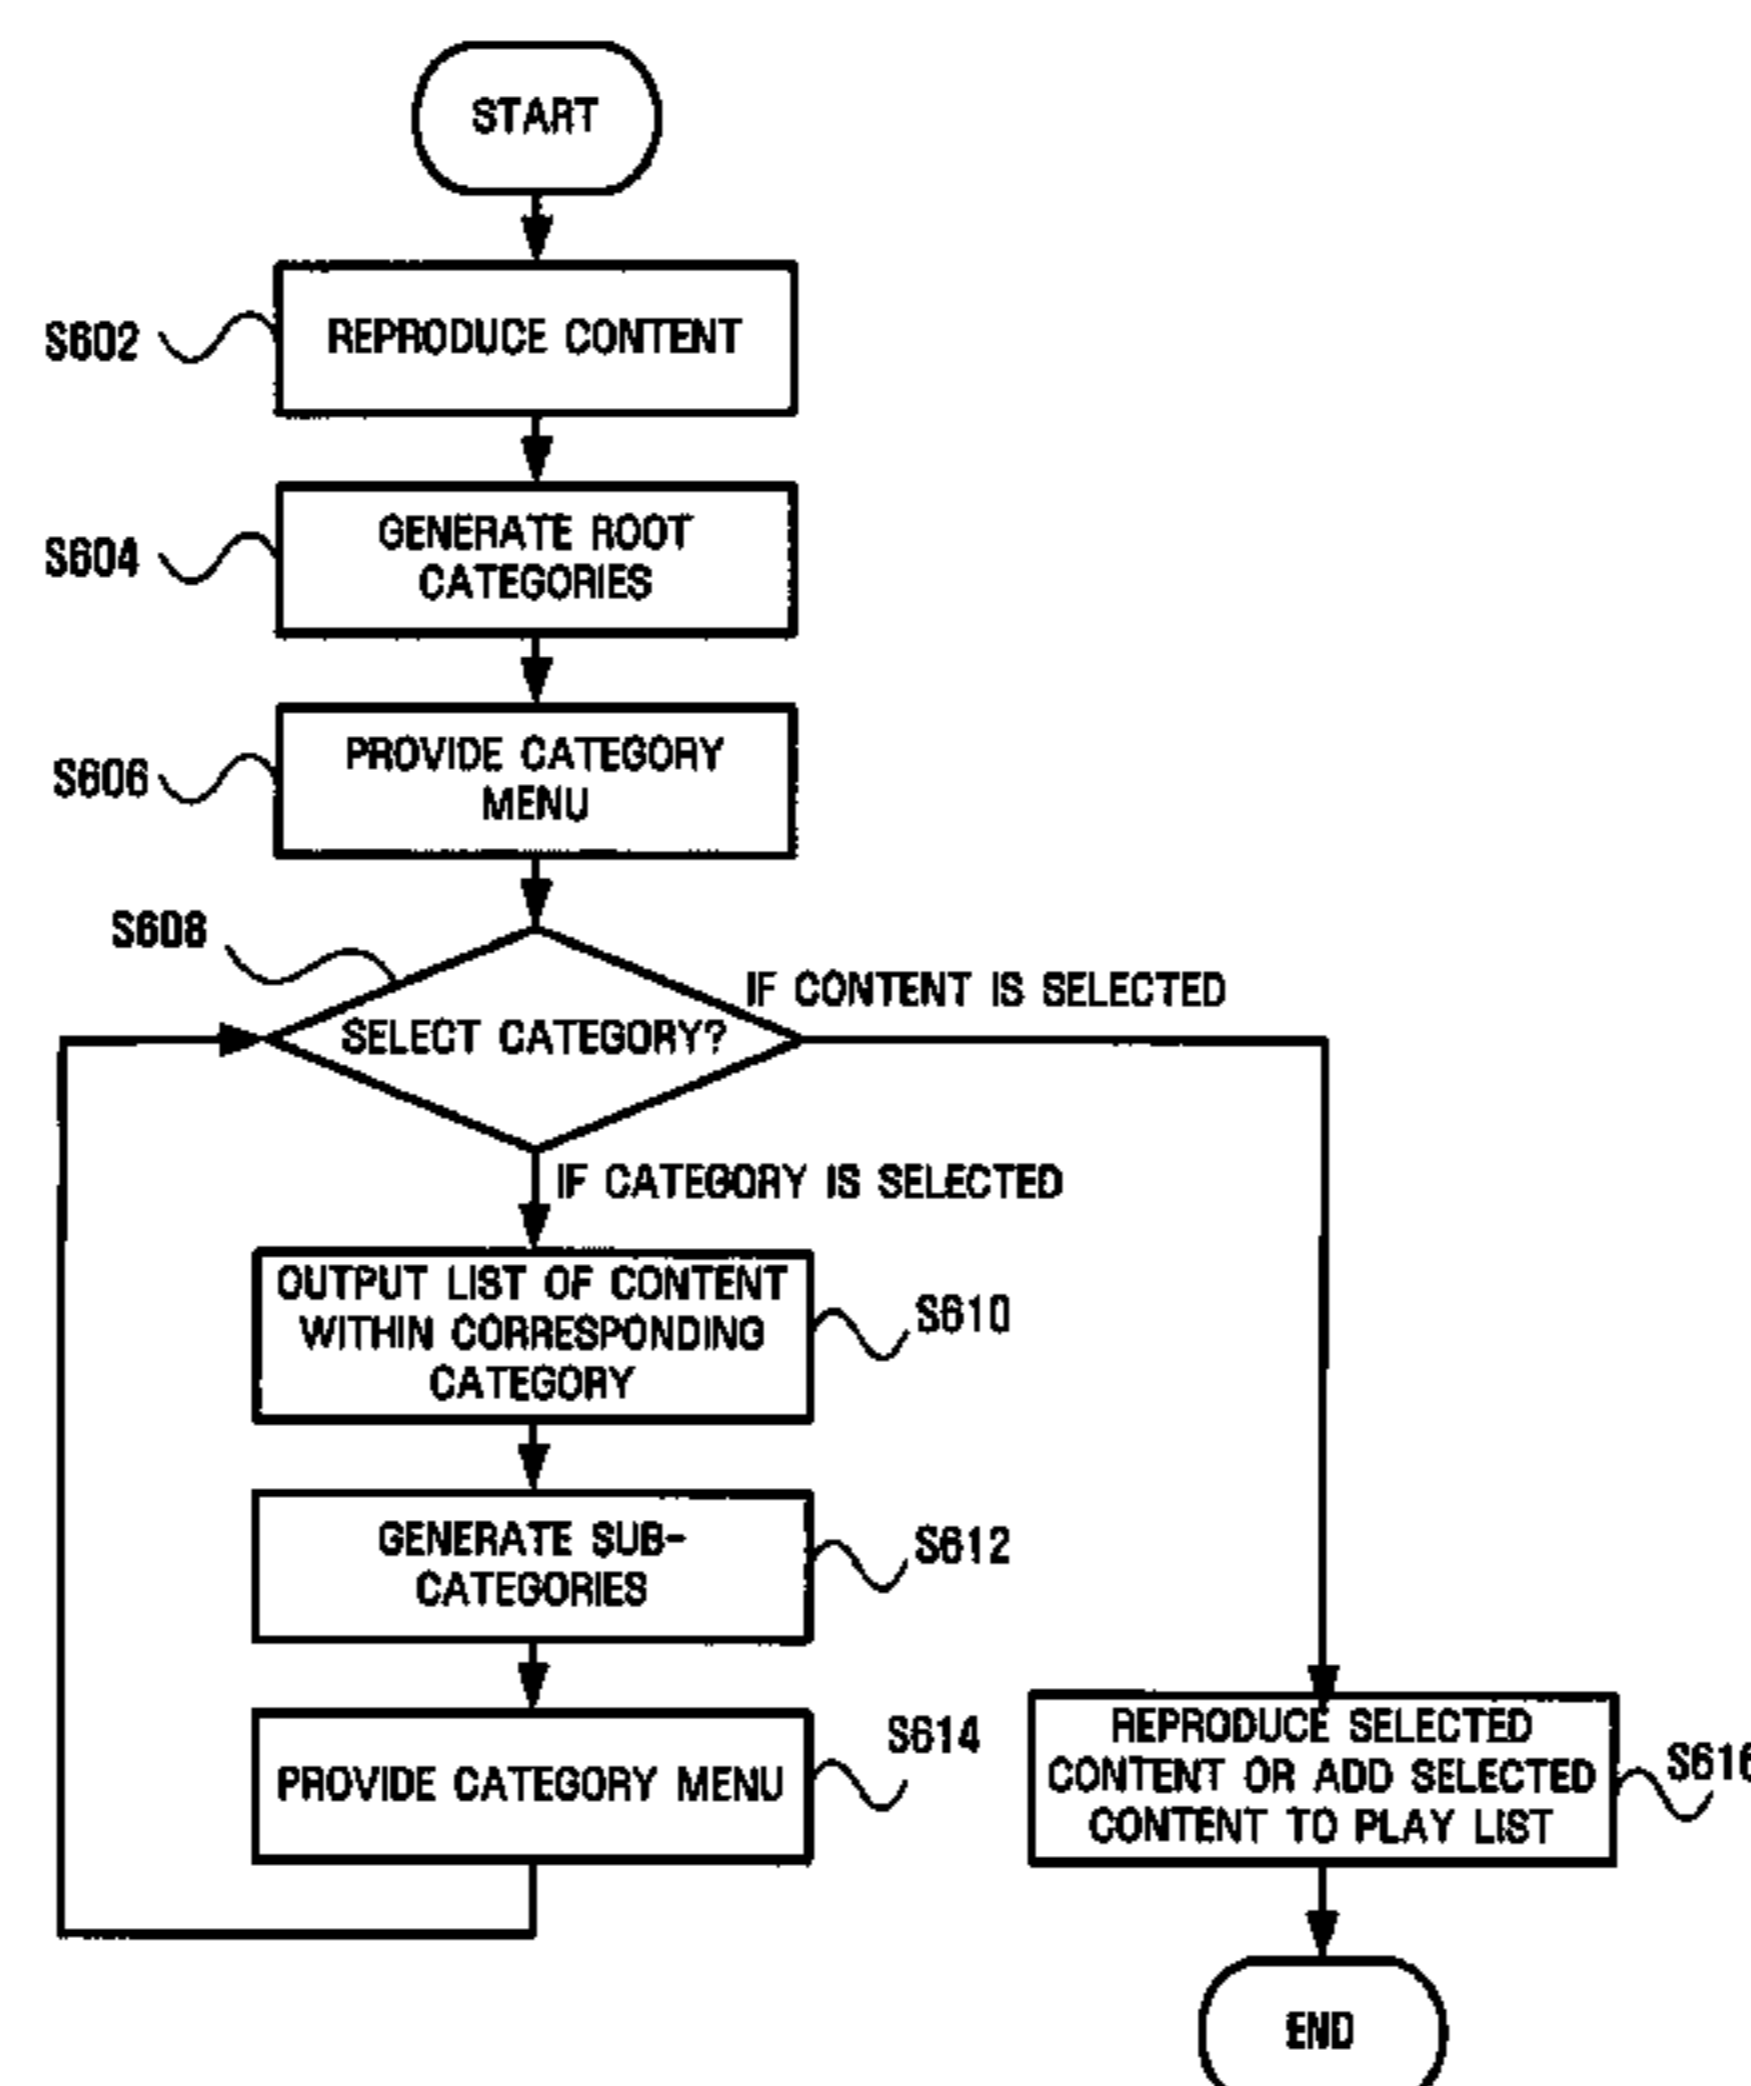 START
S602
REPRODUCE CONTENT
S604
GENERATE ROOT
CATEGORIES
S606
PROVIDE CATEGORY
MENU
S608
IF CONTENT IS SELECTED
SELECT CATEGORY?
IF CATEGORY IS SELECTED
OUTPUT LIST OF CONTENT
WITHIN CORRESPONDING
CATEGORY
S610
GENERATE SUB-
CATEGORIES
S612
PROVIDE CATEGORY MENU
S614
REPRODUCE SELECTED
CONTENT OR ADD SELECTED
CONTENT TO PLAY LIST
S616
END